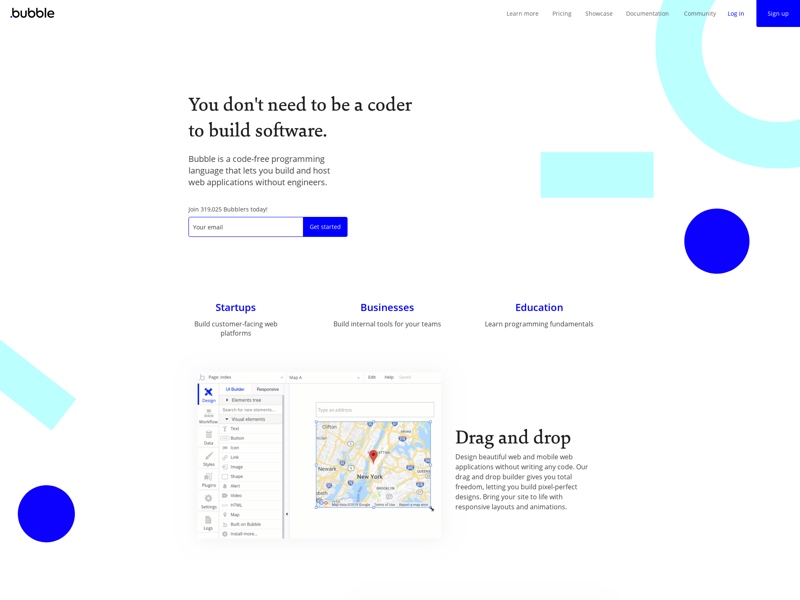 .bubble
Learn more
Pricing
Showcase
Documentation
Community
Log in
Sign up
You don't need to be a coder
to build software.
Bubble is a code-free programming
language that lets you build and host
web applications without engineers.
Join 319,025 Bubblers today!
Your email
Get started
Startups
Build customer-facing web
platforms
Businesses
Build internal tools for your teams
Education
Learn programming fundamentals
Page: index
Map A
Edit
Help
Saved
Design
Workflow
Data
Styles
Plugins
Settings
Logs
UI Builder
Responsive
Elements tree
Search for new elements...
Visual elements
Text
Button
Icon
Link
Image
Shape
Alert
Video
HTML
Map
Built on Bubble
Install more...
Type an address
Clifton
Newark
New York
BROOKLYN
QUEENS
Map data ©2019 Google
Terms of Use
Report a map error
Drag and drop
Design beautiful web and mobile web
applications without writing any code. Our
drag and drop builder gives you total
freedom, letting you build pixel-perfect
designs. Bring your site to life with
responsive layouts and animations.